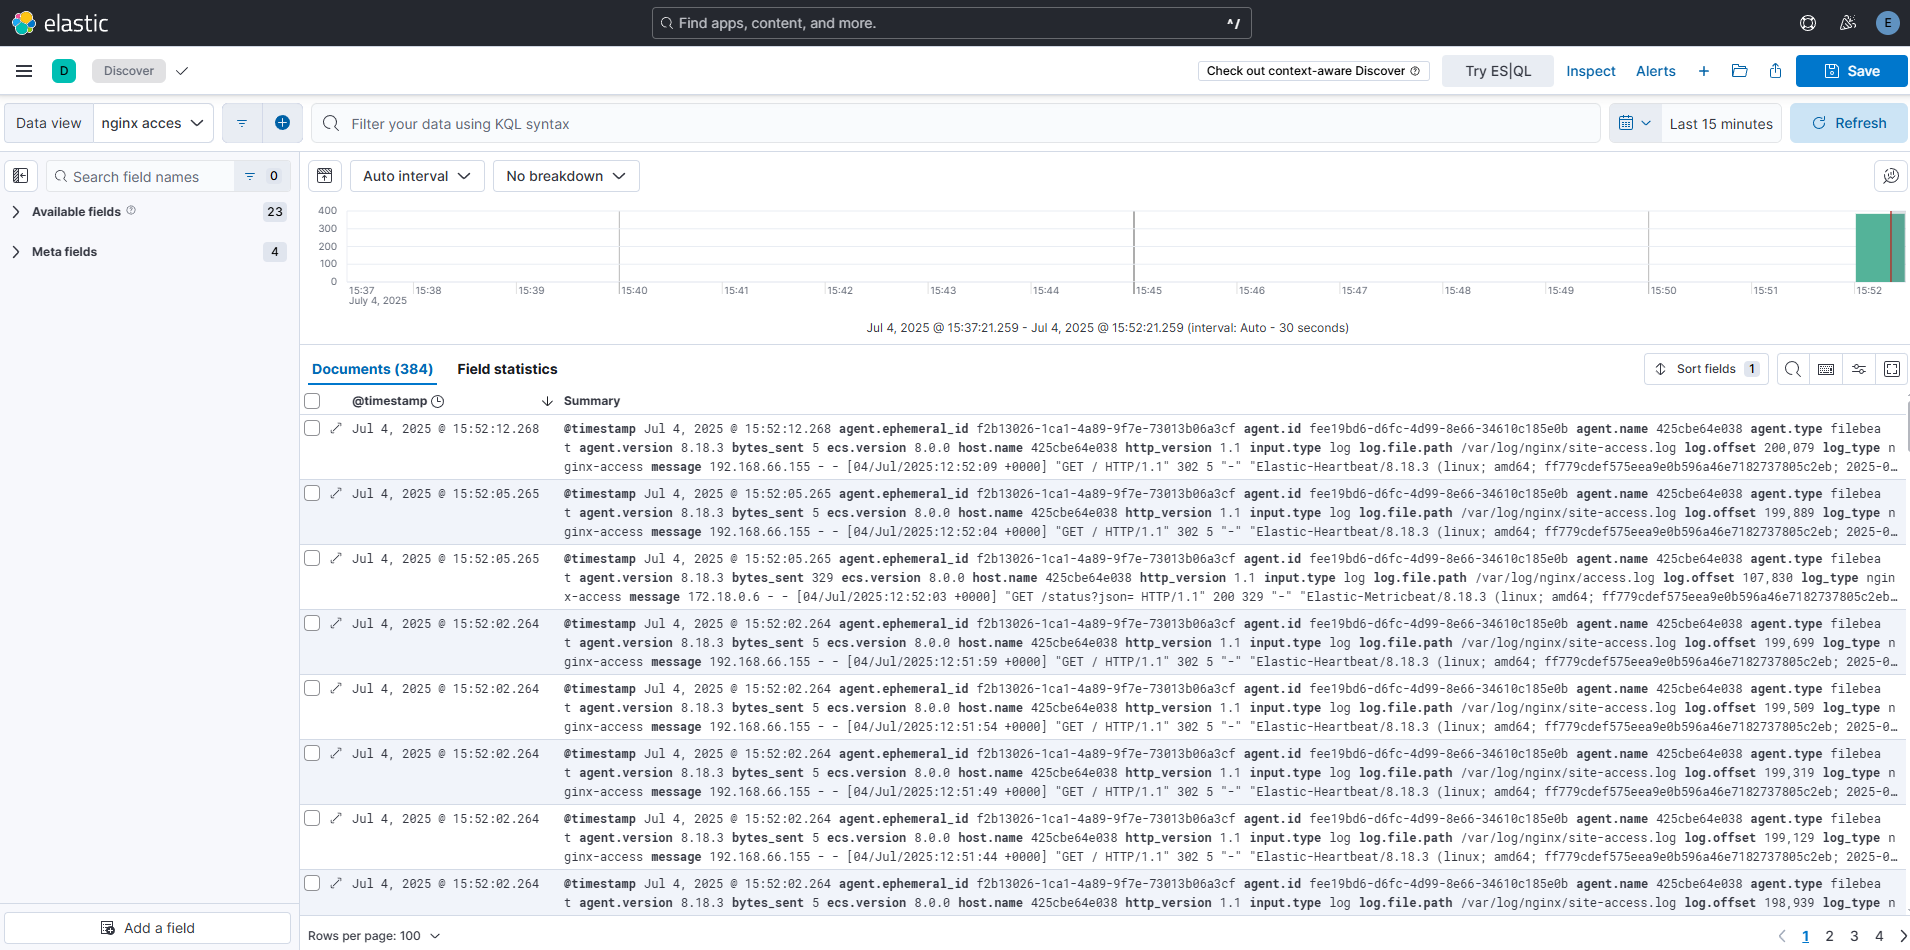 elastic
Find apps, content, and more.
^/
E
D
Discover
Check out context-aware Discover
Try ES|QL
Inspect
Alerts
Save
Data view
nginx acces
Filter your data using KQL syntax
Last 15 minutes
Refresh
Search field names
0
Available fields
23
Meta fields
4
Auto interval
No breakdown
400
300
200
100
0
15:37
15:38
15:39
15:40
15:41
15:42
15:43
15:44
15:45
15:46
15:47
15:48
15:49
15:50
15:51
15:52
July 4, 2025
Jul 4, 2025 @ 15:37:21.259 - Jul 4, 2025 @ 15:52:21.259 (interval: Auto - 30 seconds)
Documents (384)
Field statistics
Sort fields 1
@timestamp
Summary
Jul 4, 2025 @ 15:52:12.268
@timestamp Jul 4, 2025 @ 15:52:12.268 agent.ephemeral_id f2b13026-1ca1-4a89-9f7e-73013b06a3cf agent.id fee19bd6-d6fc-4d99-8e66-34610c185e0b agent.name 425cbe64e038 agent.type filebea
t agent.version 8.18.3 bytes_sent 5 ecs.version 8.0.0 host.name 425cbe64e038 http_version 1.1 input.type log log.file.path /var/log/nginx/site-access.log log.offset 200,079 log_type n
ginx-access message 192.168.66.155 - - [04/Jul/2025:12:52:09 +0000] "GET / HTTP/1.1" 302 5 "-" "Elastic-Heartbeat/8.18.3 (linux; amd64; ff779cdef575eea9e0b596a46e7182737805c2eb; 2025-0…
Jul 4, 2025 @ 15:52:05.265
@timestamp Jul 4, 2025 @ 15:52:05.265 agent.ephemeral_id f2b13026-1ca1-4a89-9f7e-73013b06a3cf agent.id fee19bd6-d6fc-4d99-8e66-34610c185e0b agent.name 425cbe64e038 agent.type filebea
t agent.version 8.18.3 bytes_sent 5 ecs.version 8.0.0 host.name 425cbe64e038 http_version 1.1 input.type log log.file.path /var/log/nginx/site-access.log log.offset 199,889 log_type n
ginx-access message 192.168.66.155 - - [04/Jul/2025:12:52:04 +0000] "GET / HTTP/1.1" 302 5 "-" "Elastic-Heartbeat/8.18.3 (linux; amd64; ff779cdef575eea9e0b596a46e7182737805c2eb; 2025-0…
Jul 4, 2025 @ 15:52:05.265
@timestamp Jul 4, 2025 @ 15:52:05.265 agent.ephemeral_id f2b13026-1ca1-4a89-9f7e-73013b06a3cf agent.id fee19bd6-d6fc-4d99-8e66-34610c185e0b agent.name 425cbe64e038 agent.type filebea
t agent.version 8.18.3 bytes_sent 329 ecs.version 8.0.0 host.name 425cbe64e038 http_version 1.1 input.type log log.file.path /var/log/nginx/access.log log.offset 107,830 log_type ngin
x-access message 172.18.0.6 - - [04/Jul/2025:12:52:03 +0000] "GET /status?json= HTTP/1.1" 200 329 "-" "Elastic-Metricbeat/8.18.3 (linux; amd64; ff779cdef575eea9e0b596a46e7182737805c2eb…
Jul 4, 2025 @ 15:52:02.264
@timestamp Jul 4, 2025 @ 15:52:02.264 agent.ephemeral_id f2b13026-1ca1-4a89-9f7e-73013b06a3cf agent.id fee19bd6-d6fc-4d99-8e66-34610c185e0b agent.name 425cbe64e038 agent.type filebea
t agent.version 8.18.3 bytes_sent 5 ecs.version 8.0.0 host.name 425cbe64e038 http_version 1.1 input.type log log.file.path /var/log/nginx/site-access.log log.offset 199,699 log_type n
ginx-access message 192.168.66.155 - - [04/Jul/2025:12:51:59 +0000] "GET / HTTP/1.1" 302 5 "-" "Elastic-Heartbeat/8.18.3 (linux; amd64; ff779cdef575eea9e0b596a46e7182737805c2eb; 2025-0…
Jul 4, 2025 @ 15:52:02.264
@timestamp Jul 4, 2025 @ 15:52:02.264 agent.ephemeral_id f2b13026-1ca1-4a89-9f7e-73013b06a3cf agent.id fee19bd6-d6fc-4d99-8e66-34610c185e0b agent.name 425cbe64e038 agent.type filebea
t agent.version 8.18.3 bytes_sent 5 ecs.version 8.0.0 host.name 425cbe64e038 http_version 1.1 input.type log log.file.path /var/log/nginx/site-access.log log.offset 199,509 log_type n
ginx-access message 192.168.66.155 - - [04/Jul/2025:12:51:54 +0000] "GET / HTTP/1.1" 302 5 "-" "Elastic-Heartbeat/8.18.3 (linux; amd64; ff779cdef575eea9e0b596a46e7182737805c2eb; 2025-0…
Jul 4, 2025 @ 15:52:02.264
@timestamp Jul 4, 2025 @ 15:52:02.264 agent.ephemeral_id f2b13026-1ca1-4a89-9f7e-73013b06a3cf agent.id fee19bd6-d6fc-4d99-8e66-34610c185e0b agent.name 425cbe64e038 agent.type filebea
t agent.version 8.18.3 bytes_sent 5 ecs.version 8.0.0 host.name 425cbe64e038 http_version 1.1 input.type log log.file.path /var/log/nginx/site-access.log log.offset 199,319 log_type n
ginx-access message 192.168.66.155 - - [04/Jul/2025:12:51:49 +0000] "GET / HTTP/1.1" 302 5 "-" "Elastic-Heartbeat/8.18.3 (linux; amd64; ff779cdef575eea9e0b596a46e7182737805c2eb; 2025-0…
Jul 4, 2025 @ 15:52:02.264
@timestamp Jul 4, 2025 @ 15:52:02.264 agent.ephemeral_id f2b13026-1ca1-4a89-9f7e-73013b06a3cf agent.id fee19bd6-d6fc-4d99-8e66-34610c185e0b agent.name 425cbe64e038 agent.type filebea
t agent.version 8.18.3 bytes_sent 5 ecs.version 8.0.0 host.name 425cbe64e038 http_version 1.1 input.type log log.file.path /var/log/nginx/site-access.log log.offset 199,129 log_type n
ginx-access message 192.168.66.155 - - [04/Jul/2025:12:51:44 +0000] "GET / HTTP/1.1" 302 5 "-" "Elastic-Heartbeat/8.18.3 (linux; amd64; ff779cdef575eea9e0b596a46e7182737805c2eb; 2025-0…
Jul 4, 2025 @ 15:52:02.264
@timestamp Jul 4, 2025 @ 15:52:02.264 agent.ephemeral_id f2b13026-1ca1-4a89-9f7e-73013b06a3cf agent.id fee19bd6-d6fc-4d99-8e66-34610c185e0b agent.name 425cbe64e038 agent.type filebea
t agent.version 8.18.3 bytes_sent 5 ecs.version 8.0.0 host.name 425cbe64e038 http_version 1.1 input.type log log.file.path /var/log/nginx/site-access.log log.offset 198,939 log_type n
Add a field
Rows per page: 100
1 2 3 4